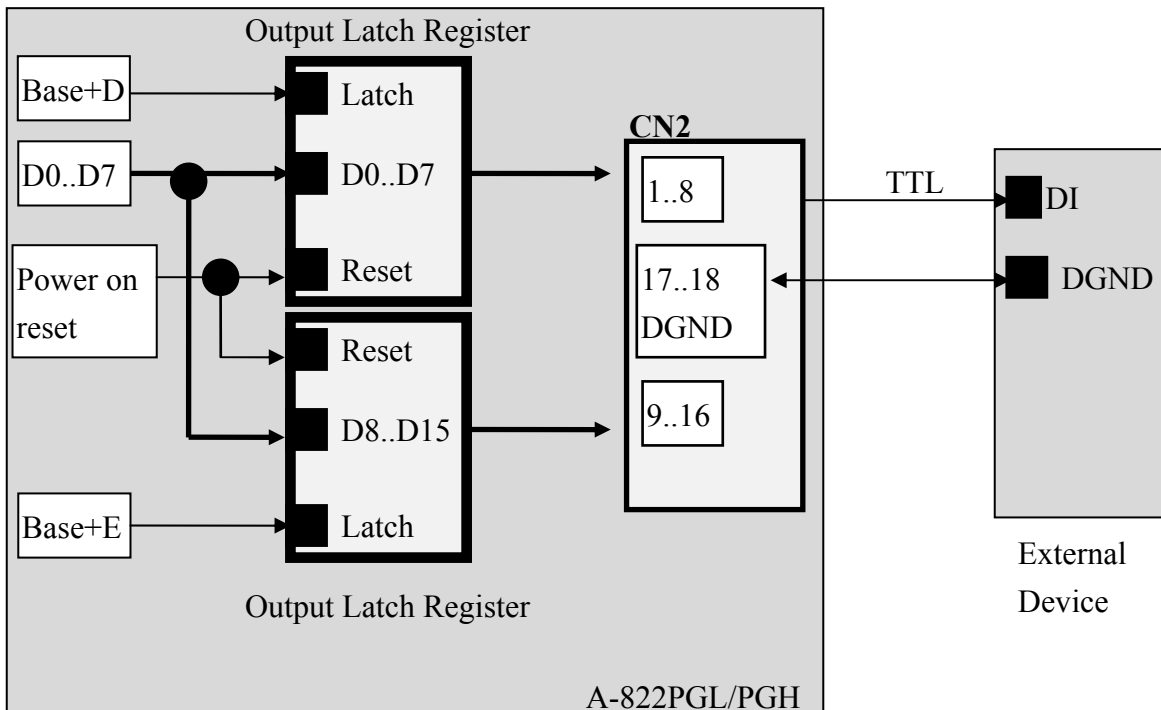 Output Latch Register
Base+D
Latch
CN2
D0..D7
D0..D7
1..8
TTL
DI
Power on
reset
Reset
17..18
DGND
DGND
Reset
D8..D15
9..16
Base+E
Latch
External
Device
Output Latch Register
A-822PGL/PGH